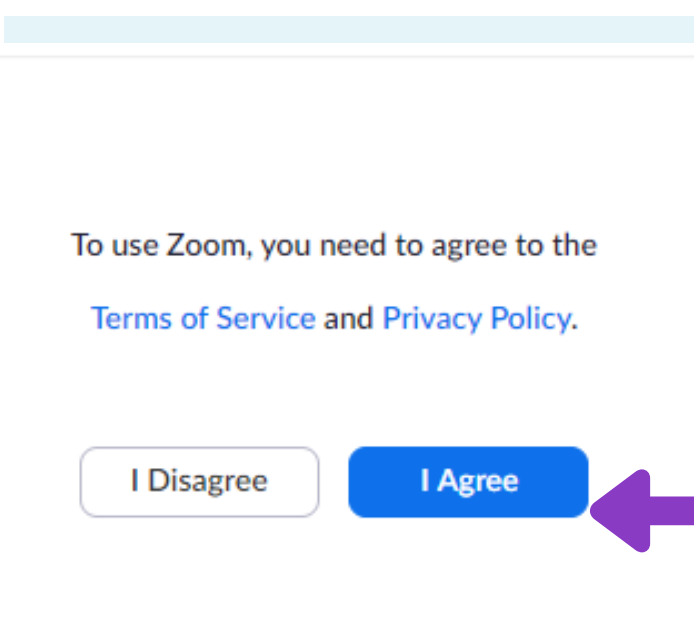 To use Zoom, you need to agree to the
Terms of Service and Privacy Policy.
I Disagree
I Agree